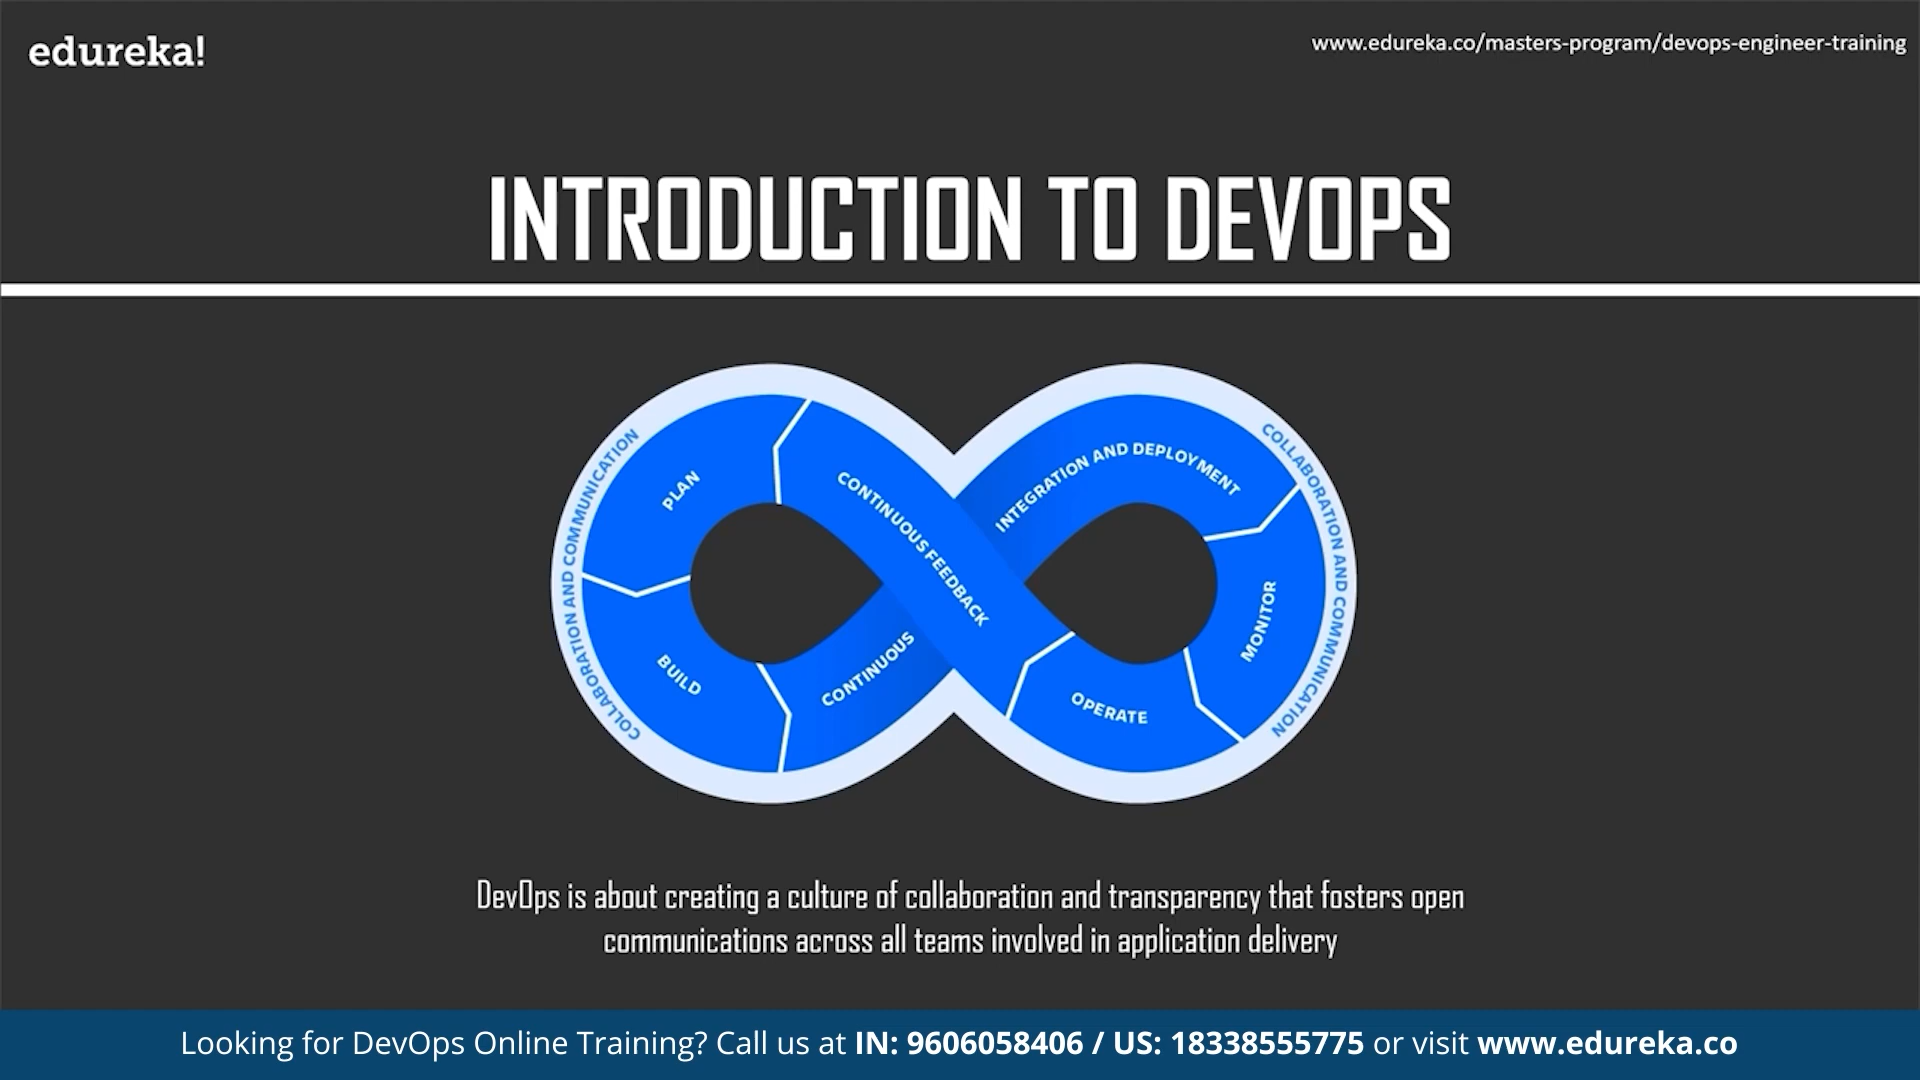 edureka!
www.edureka.co/masters-program/devops-engineer-training
INTRODUCTION TO DEVOPS
COLLABORATION AND COMMUNICATION
PLAN
BUILD
CONTINUOUS
INTEGRATION AND DEPLOYMENT
CONTINUOUS FEEDBACK
MONITOR
OPERATE
COLLABORATION AND COMMUNICATION
DevOps is about creating a culture of collaboration and transparency that fosters open
communications across all teams involved in application delivery
Looking for DevOps Online Training? Call us at IN: 9606058406 / US: 18338555775 or visit www.edureka.co